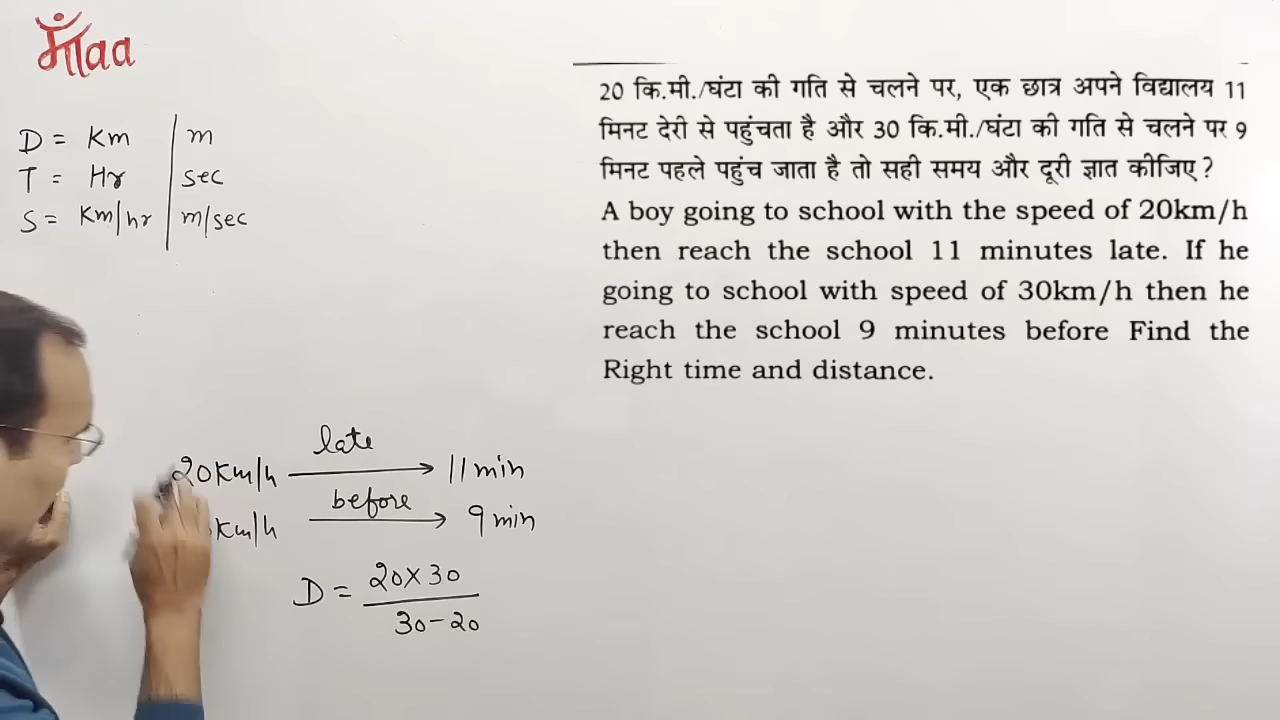 माँaa
D = Km | m
T = Hr | sec
S = Km/hr | m/sec
20 कि.मी./घंटा की गति से चलने पर, एक छात्र अपने विद्यालय 11
मिनट देरी से पहुंचता है और 30 कि.मी./घंटा की गति से चलने पर 9
मिनट पहले पहुंच जाता है तो सही समय और दूरी ज्ञात कीजिए ?
A boy going to school with the speed of 20km/h
then reach the school 11 minutes late. If he
going to school with speed of 30km/h then he
reach the school 9 minutes before Find the
Right time and distance.
late
20km/h → 11 min
before
km/h → 9 min
D = 20 × 30
30 - 20